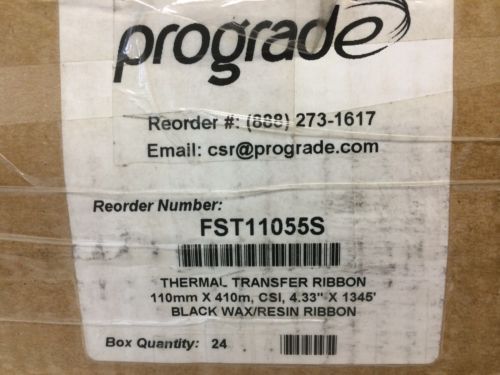 prograde
Reorder #: (888) 273-1617
Email: csr@prograde.com
Reorder Number:
FST11055S
THERMAL TRANSFER RIBBON
110mm X 410m, CSI, 4.33" X 1345'
BLACK WAX/RESIN RIBBON
Box Quantity: 24